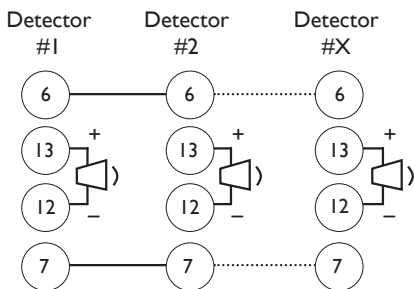 Detector Detector Detector
#1 #2 #X
6 6 6
+ + +
13 13 13
12 12 12
– – –
7 7 7